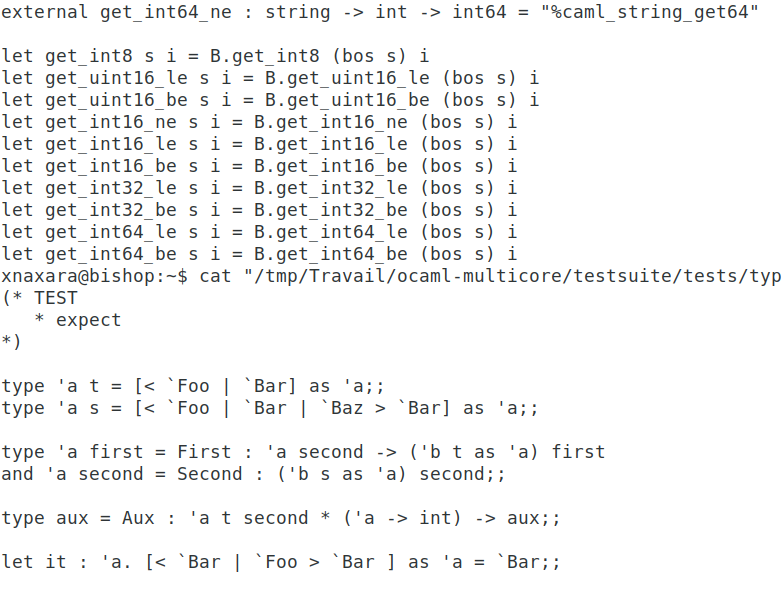 external get_int64_ne : string -> int -> int64 = "%caml_string_get64"

let get_int8 s i = B.get_int8 (bos s) i
let get_uint16_le s i = B.get_uint16_le (bos s) i
let get_uint16_be s i = B.get_uint16_be (bos s) i
let get_int16_ne s i = B.get_int16_ne (bos s) i
let get_int16_le s i = B.get_int16_le (bos s) i
let get_int16_be s i = B.get_int16_be (bos s) i
let get_int32_le s i = B.get_int32_le (bos s) i
let get_int32_be s i = B.get_int32_be (bos s) i
let get_int64_le s i = B.get_int64_le (bos s) i
let get_int64_be s i = B.get_int64_be (bos s) i
xnaxara@bishop:~$ cat "/tmp/Travail/ocaml-multicore/testsuite/tests/typ
(* TEST
   * expect
*)

type 'a t = [< `Foo | `Bar] as 'a;;
type 'a s = [< `Foo | `Bar | `Baz > `Bar] as 'a;;

type 'a first = First : 'a second -> ('b t as 'a) first
and 'a second = Second : ('b s as 'a) second;;

type aux = Aux : 'a t second * ('a -> int) -> aux;;

let it : 'a. [< `Bar | `Foo > `Bar ] as 'a = `Bar;;